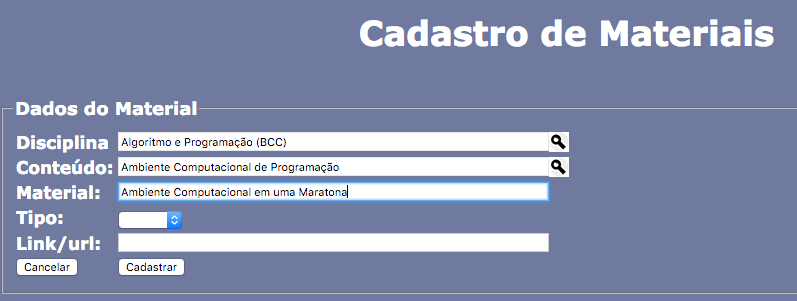 Cadastro de Materiais
Dados do Material
Disciplina Algoritmo e Programação (BCC)
Conteúdo: Ambiente Computacional de Programação
Material: Ambiente Computacional em uma Maratona
Tipo:
Link/url:
Cancelar Cadastrar